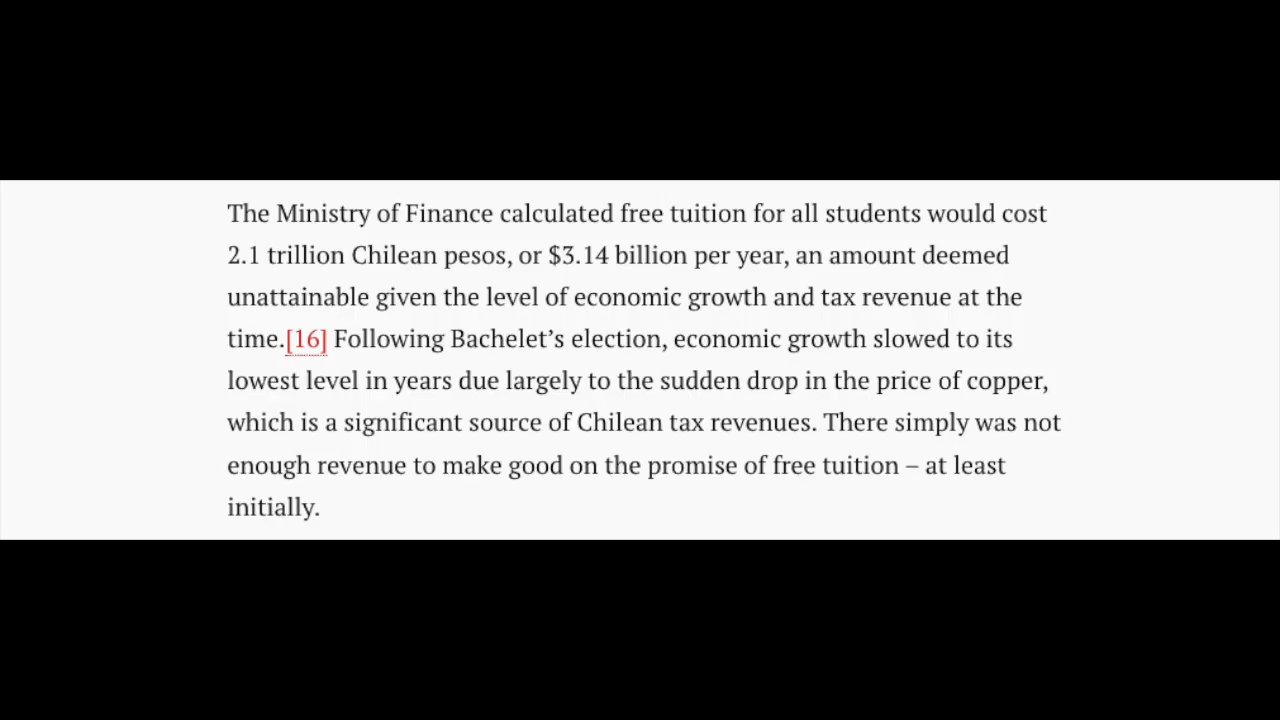 The Ministry of Finance calculated free tuition for all students would cost
2.1 trillion Chilean pesos, or $3.14 billion per year, an amount deemed
unattainable given the level of economic growth and tax revenue at the
time.[16] Following Bachelet’s election, economic growth slowed to its
lowest level in years due largely to the sudden drop in the price of copper,
which is a significant source of Chilean tax revenues. There simply was not
enough revenue to make good on the promise of free tuition – at least
initially.